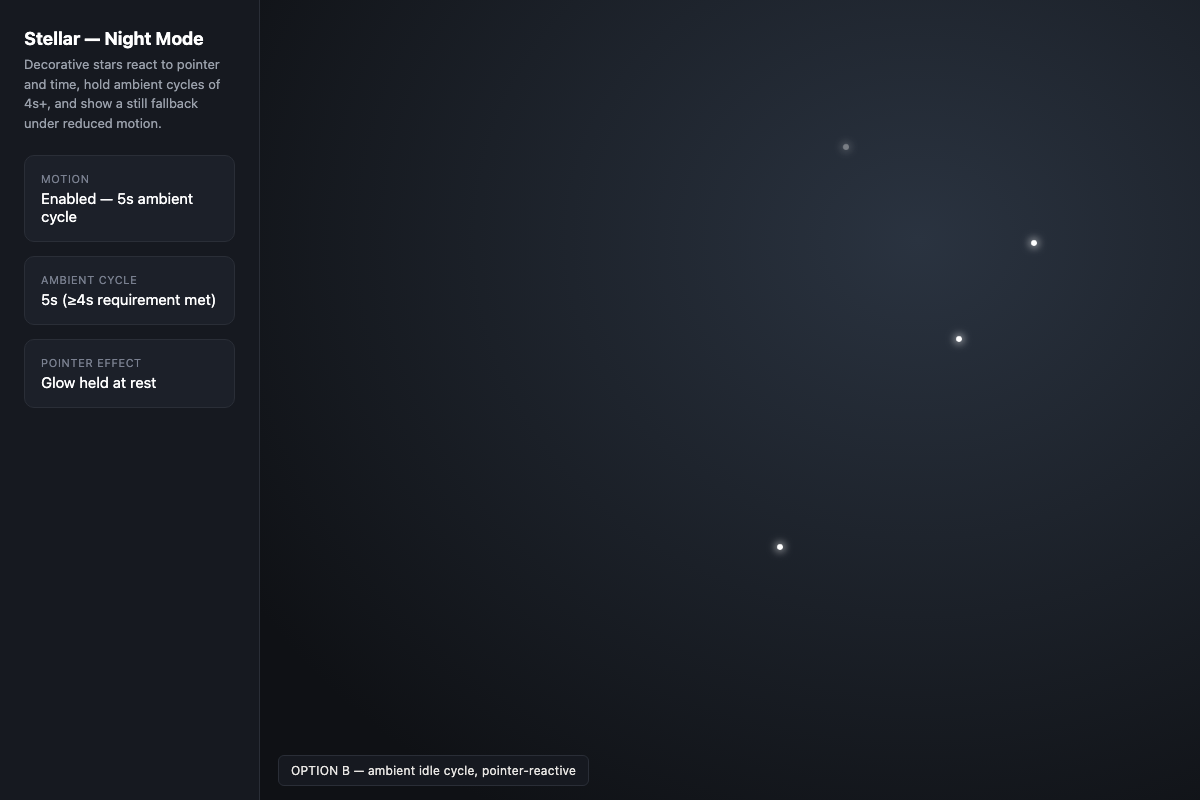 Stellar — Night Mode
Decorative stars react to pointer
and time, hold ambient cycles of
4s+, and show a still fallback
under reduced motion.
MOTION
Enabled — 5s ambient
cycle
AMBIENT CYCLE
5s (≥4s requirement met)
POINTER EFFECT
Glow held at rest
OPTION B — ambient idle cycle, pointer-reactive